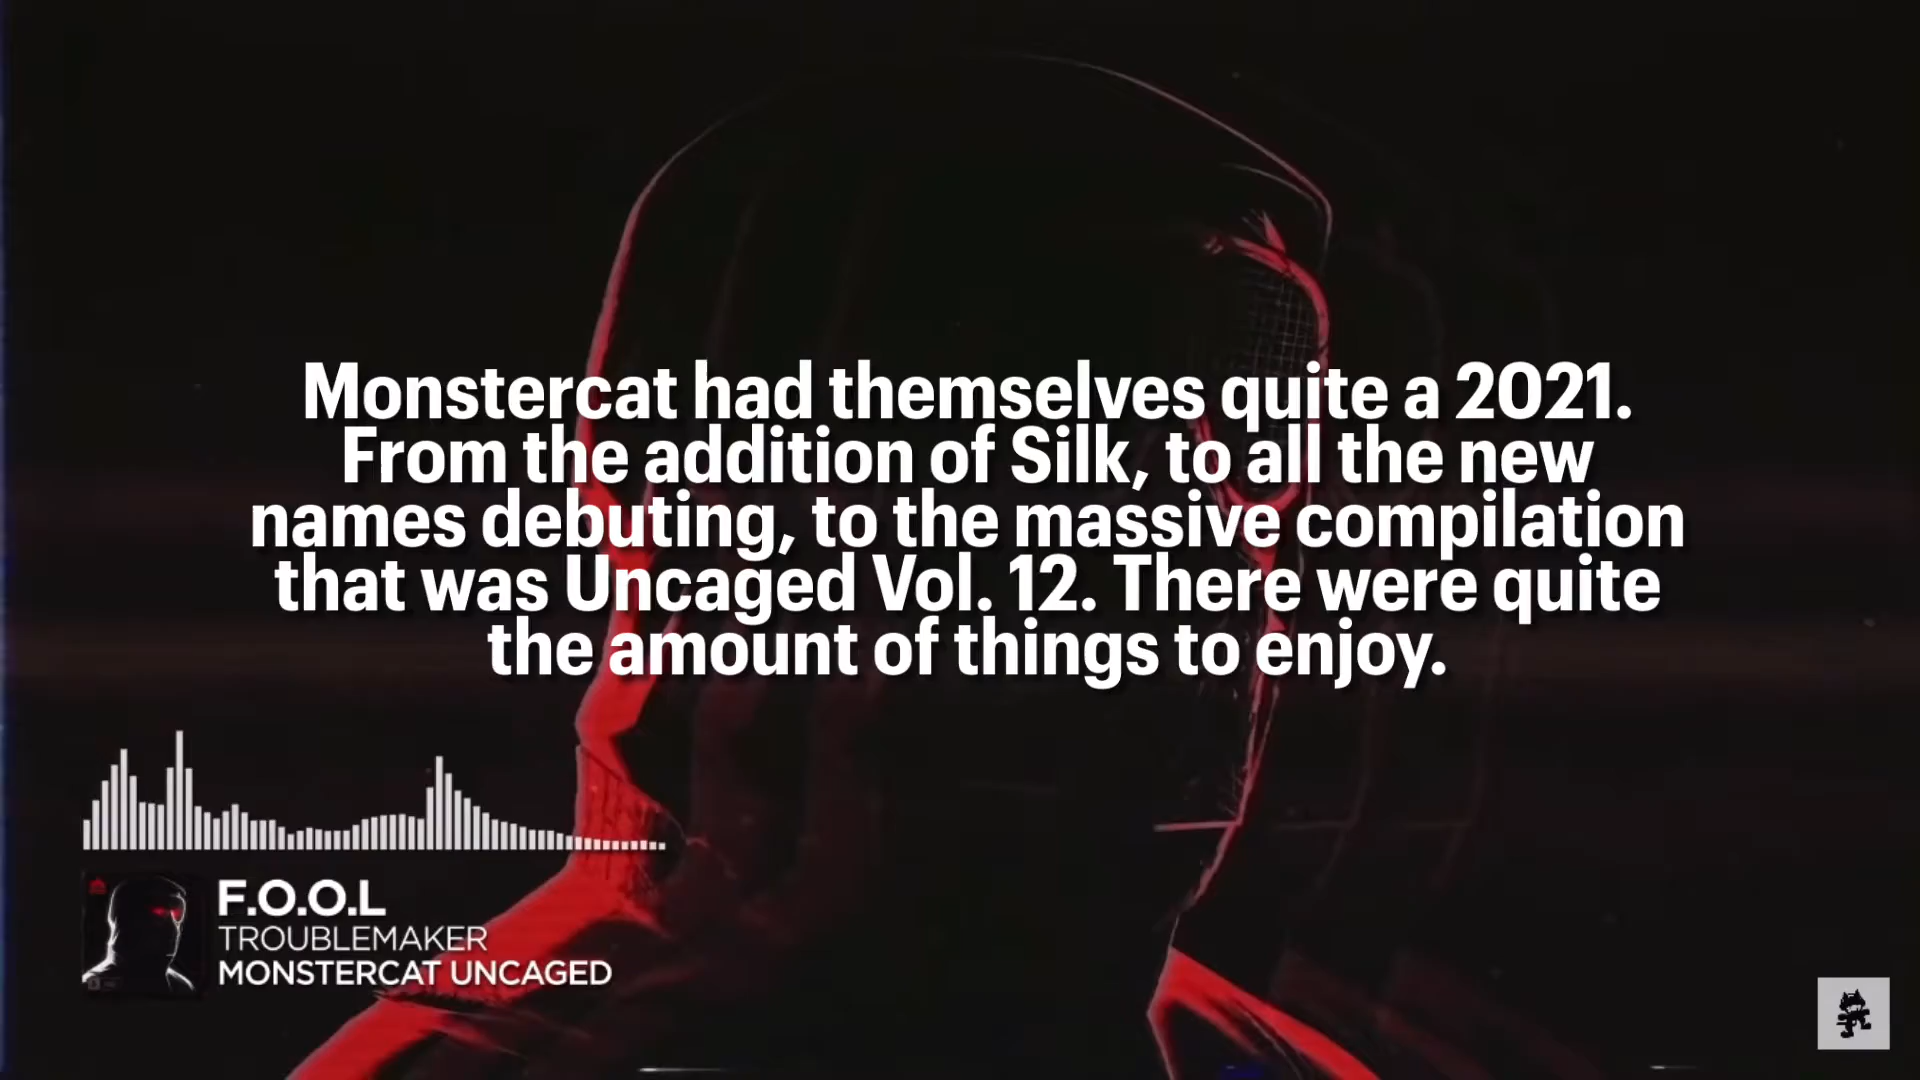 Monstercat had themselves quite a 2021.
From the addition of Silk, to all the new
names debuting, to the massive compilation
that was Uncaged Vol. 12. There were quite
the amount of things to enjoy.
F.O.O.L
TROUBLEMAKER
MONSTERCAT UNCAGED